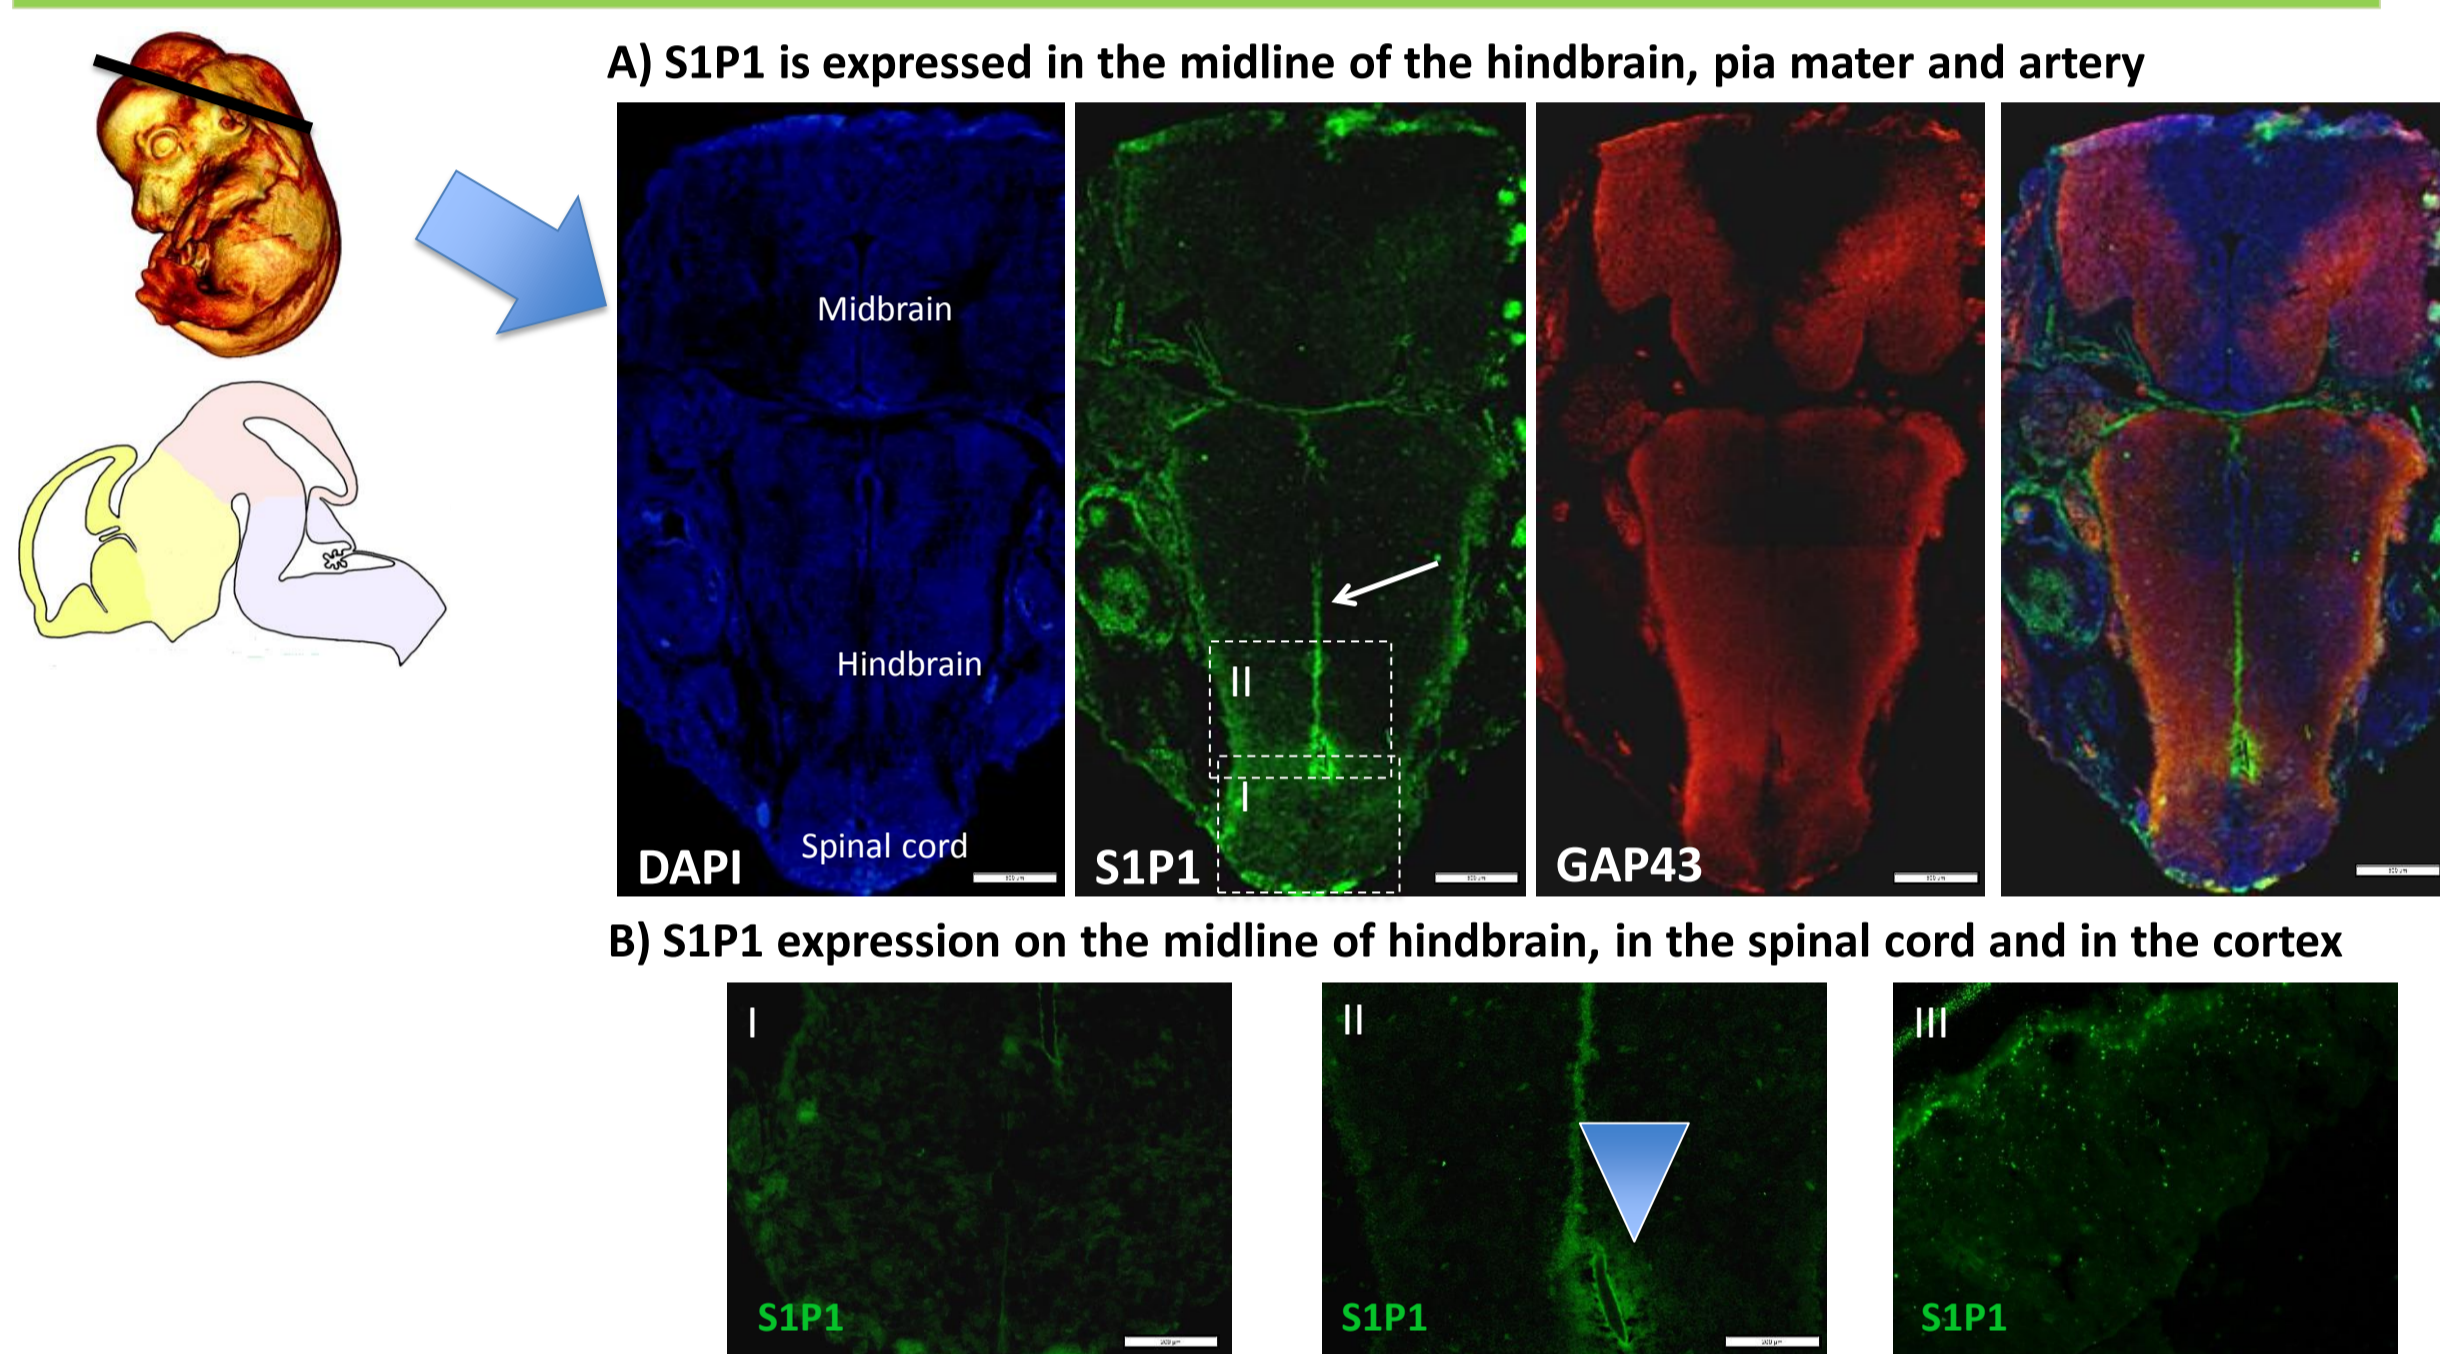 A) S1P1 is expressed in the midline of the hindbrain, pia mater and artery
Midbrain
Hindbrain
Spinal cord
DAPI
II
I
S1P1
GAP43
B) S1P1 expression on the midline of hindbrain, in the spinal cord and in the cortex
I
S1P1
II
S1P1
III
S1P1